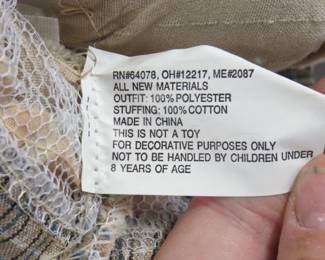 RN#64078, OH#12217, ME#2087
ALL NEW MATERIALS
OUTFIT: 100% POLYESTER
STUFFING: 100% COTTON
MADE IN CHINA
THIS IS NOT A TOY
FOR DECORATIVE PURPOSES ONLY
NOT TO BE HANDLED BY CHILDREN UNDER
8 YEARS OF AGE